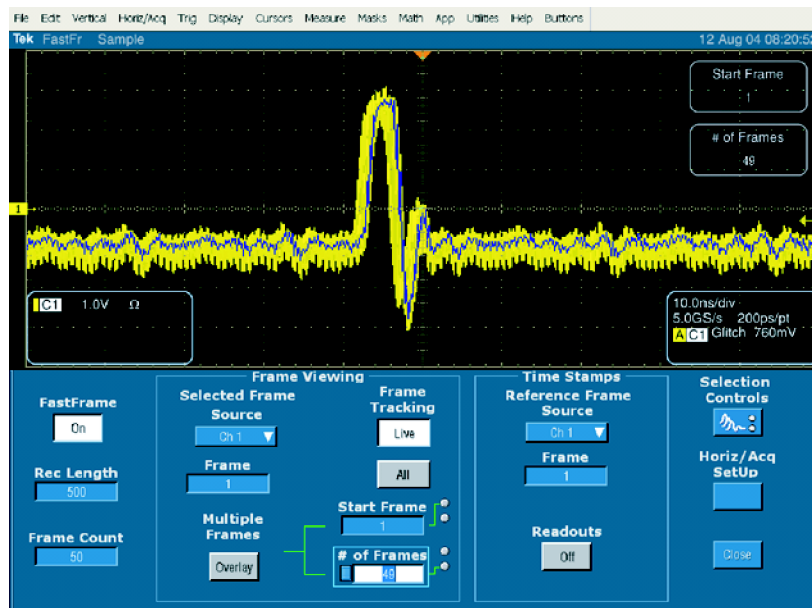 File Edit Vertical Horiz/Acq Trig Display Cursors Measure Masks Math App Utilities Help Buttons
Tek FastFr Sample 12 Aug 04 08:20:52
Start Frame
1
# of Frames
49
1
C1 1.0V Ω
10.0ns/div
5.0GS/s 200ps/pt
A C1 Glitch 760mV
FastFrame
On
Rec Length
500
Frame Count
50
Frame Viewing
Selected Frame
Source
Ch 1
Frame
1
Multiple
Frames
Overlay
Frame
Tracking
Live
All
Start Frame
1
# of Frames
49
Time Stamps
Reference Frame
Source
Ch 1
Frame
1
Readouts
Off
Selection
Controls
Horiz/Acq
SetUp
Close